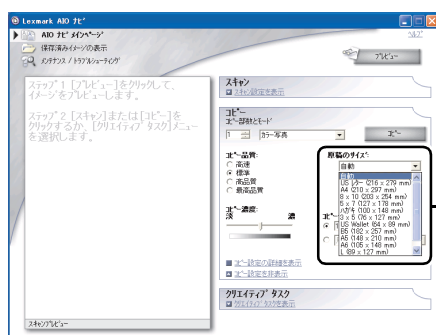 Lexmark AIO ナビ
AIO ナビ メインページ
ヘルプ
保存済みイメージの表示
メンテナンス / トラブルシューティング
プレビュー
ステップ 1 [プレビュー]をクリックして、
イメージをプレビューします。
ステップ 2 [スキャン]または[コピー]を
クリックするか、[クリエイティブ タスク]メニュー
を選択します。
スキャン
スキャン設定を表示
コピー
コピー部数とモード
1
カラー写真
コピー
コピー品質:
高速
標準
高品質
最高品質
コピー濃度:
淡
濃
原稿のサイズ:
自動
自動
US レター (216 x 279 mm)
A4 (210 x 297 mm)
8 x 10 (203 x 254 mm)
5 x 7 (127 x 178 mm)
ハガキ (100 x 148 mm)
3 x 5 (76 x 127 mm)
US Wallet (64 x 89 mm)
B5 (182 x 257 mm)
A5 (148 x 210 mm)
A6 (105 x 148 mm)
L (89 x 127 mm)
コピー設定の詳細を表示
コピー設定を非表示
クリエイティブ タスク
クリエイティブ タスクを表示
スキャンプレビュー